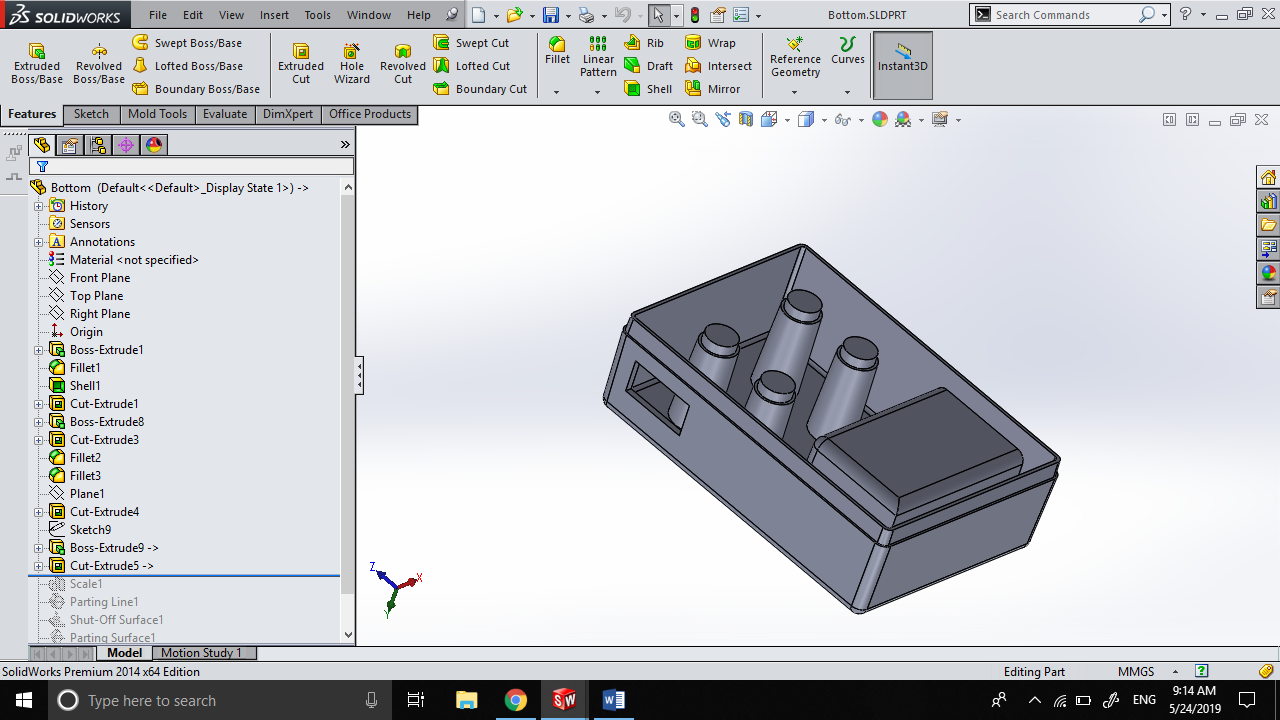 SOLIDWORKS File Edit View Insert Tools Window Help Bottom.SLDPRT Search Commands
Extruded Boss/Base
Revolved Boss/Base
Swept Boss/Base
Lofted Boss/Base
Boundary Boss/Base
Extruded Cut
Hole Wizard
Revolved Cut
Swept Cut
Lofted Cut
Boundary Cut
Fillet
Linear Pattern
Rib
Draft
Shell
Wrap
Intersect
Mirror
Reference Geometry
Curves
Instant3D
Features Sketch Mold Tools Evaluate DimXpert Office Products
Bottom (Default<<Default>_Display State 1>) ->
History
Sensors
Annotations
Material <not specified>
Front Plane
Top Plane
Right Plane
Origin
Boss-Extrude1
Fillet1
Shell1
Cut-Extrude1
Boss-Extrude8
Cut-Extrude3
Fillet2
Fillet3
Plane1
Cut-Extrude4
Sketch9
Boss-Extrude9 ->
Cut-Extrude5 ->
Scale1
Parting Line1
Shut-Off Surface1
Parting Surface1
Z X
Y
Model Motion Study 1
SolidWorks Premium 2014 x64 Edition Editing Part MMGS
Type here to search ENG 9:14 AM
5/24/2019